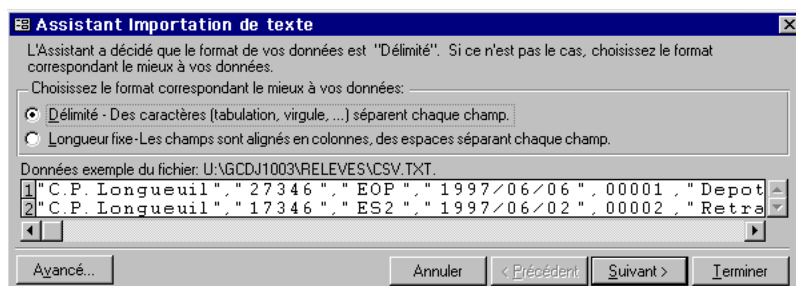 Assistant Importation de texte
L'Assistant a décidé que le format de vos données est "Délimité". Si ce n'est pas le cas, choisissez le format
correspondant le mieux à vos données.
Choisissez le format correspondant le mieux à vos données:
Délimité - Des caractères (tabulation, virgule, ...) séparent chaque champ.
Longueur fixe-Les champs sont alignés en colonnes, des espaces séparant chaque champ.
Données exemple du fichier: U:\GCDJ1003\RELEVES\CSV.TXT.
1 "C.P. Longueuil","27346","EOP","1997/06/06",00001,"Depot
2 "C.P. Longueuil","17346","ES2","1997/06/02",00002,"Retra
Avancé... Annuler < Précédent Suivant > Terminer